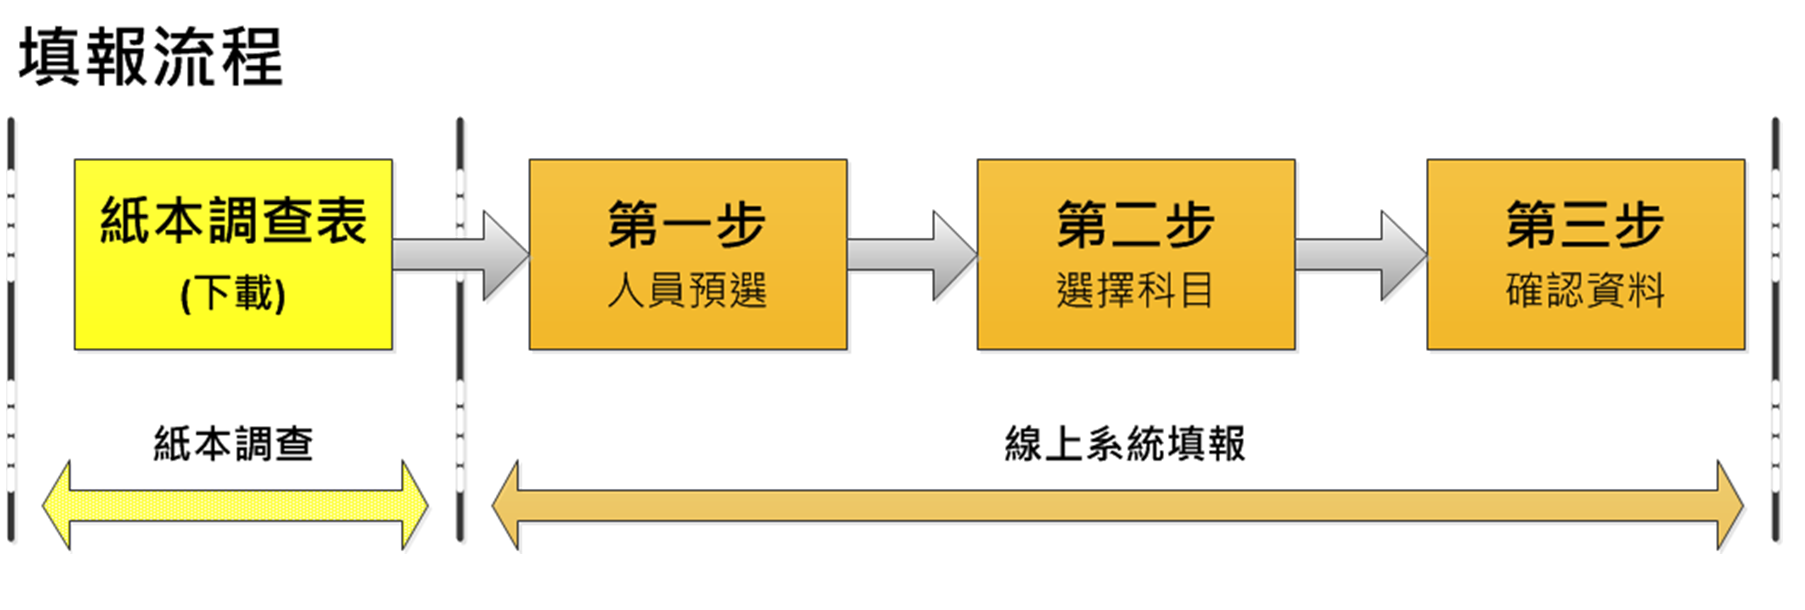 填報流程
紙本調查表
(下載)
第一步
人員預選
第二步
選擇科目
第三步
確認資料
紙本調查
線上系統填報